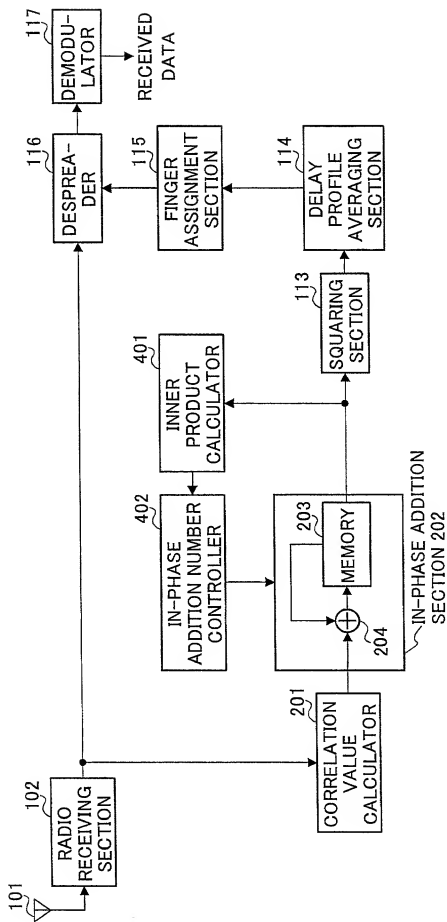 101
102
RADIO
RECEIVING
SECTION
201
CORRELATION
VALUE
CALCULATOR
204
203
MEMORY
IN-PHASE ADDITION
SECTION 202
402
IN-PHASE
ADDITION NUMBER
CONTROLLER
401
INNER
PRODUCT
CALCULATOR
113
SQUARING
SECTION
114
DELAY
PROFILE
AVERAGING
SECTION
115
FINGER
ASSIGNMENT
SECTION
116
DESPREA-
DER
117
DEMODU-
LATOR
RECEIVED
DATA